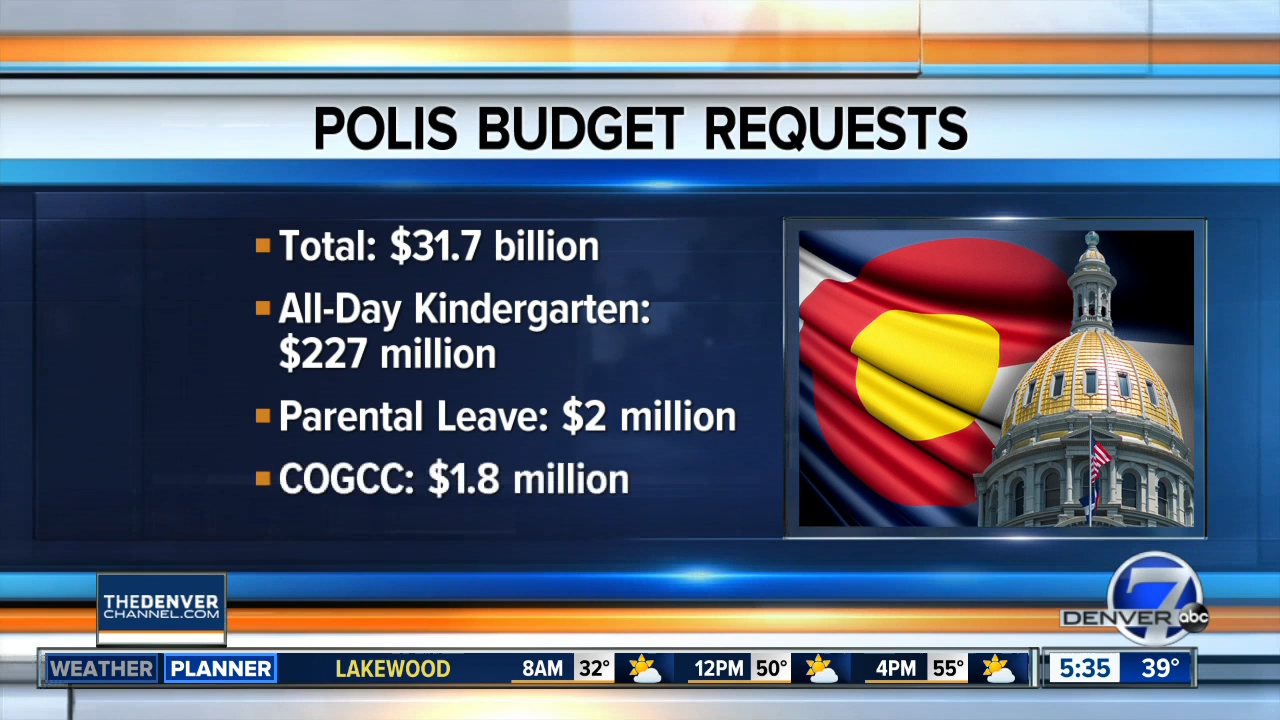 POLIS BUDGET REQUESTS
Total: $31.7 billion
All-Day Kindergarten:
$227 million
Parental Leave: $2 million
COGCC: $1.8 million
THEDENVER
CHANNEL.COM
7
DENVER abc
WEATHER PLANNER LAKEWOOD 8AM 32° 12PM 50° 4PM 55° 5:35 39°